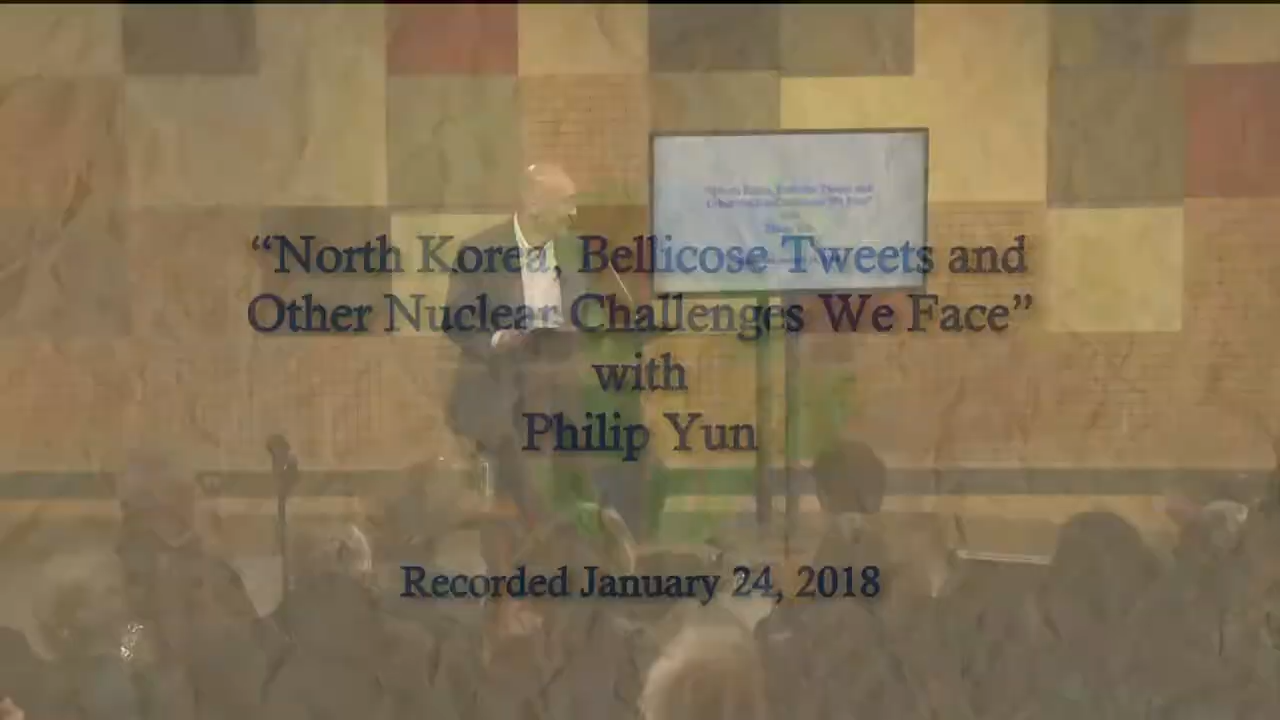 “North Korea, Bellicose Tweets and
Other Nuclear Challenges We Face”
with
Philip Yun
Recorded January 24, 2018